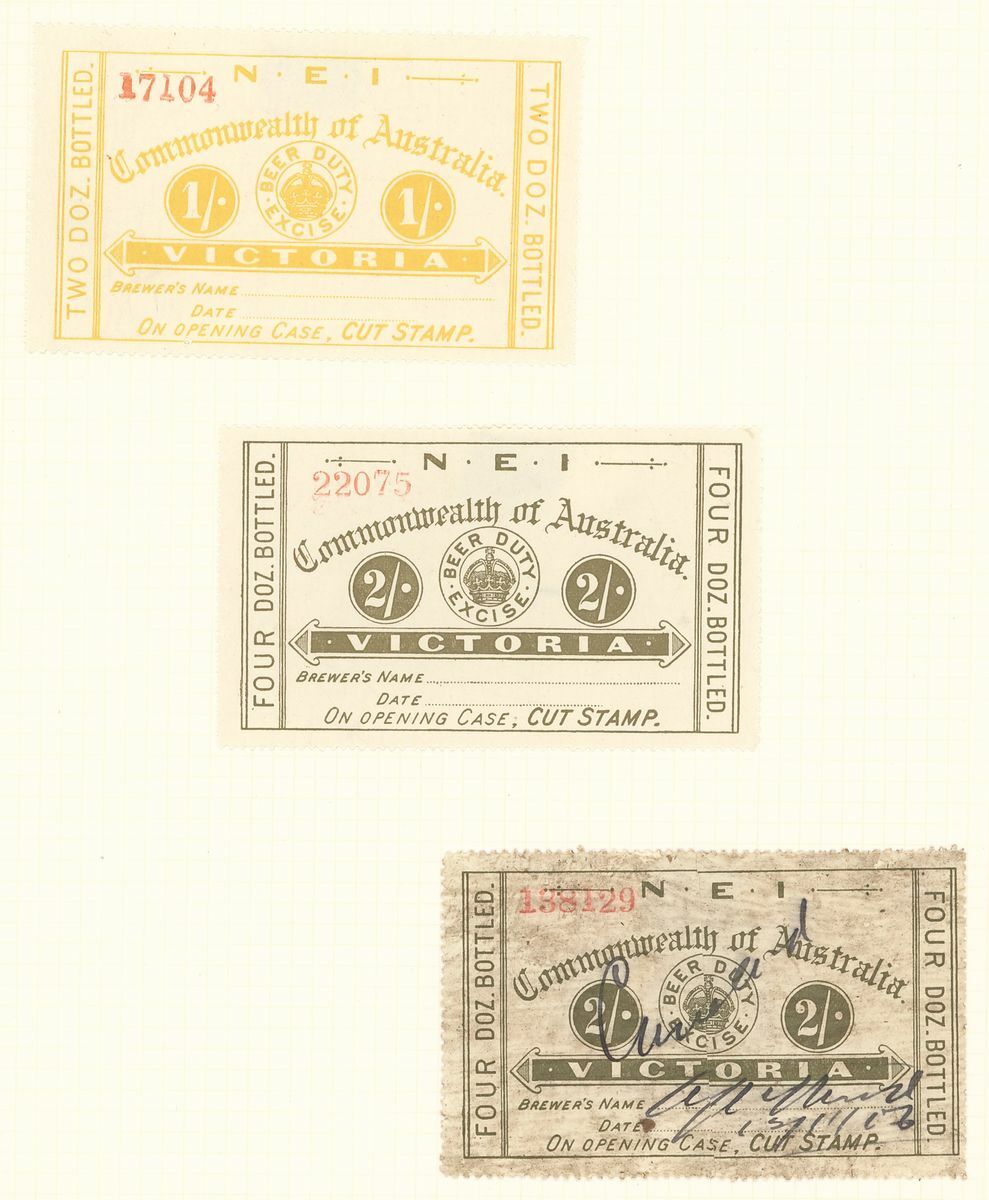 N · E · I
17104
Commonwealth of Australia.
TWO DOZ. BOTTLED.
BEER DUTY
· EXCISE ·
1/·
1/·
TWO DOZ. BOTTLED.
· VICTORIA ·
BREWER'S NAME
DATE
ON OPENING CASE, CUT STAMP.
N · E · I
22075
Commonwealth of Australia.
FOUR DOZ. BOTTLED.
BEER DUTY
· EXCISE ·
2/·
2/·
FOUR DOZ. BOTTLED.
· VICTORIA ·
BREWER'S NAME
DATE
ON OPENING CASE, CUT STAMP.
N · E · I
138129
Commonwealth of Australia.
FOUR DOZ. BOTTLED.
BEER DUTY
· EXCISE ·
2/·
2/·
FOUR DOZ. BOTTLED.
VICTORIA ·
BREWER'S NAME
DATE
ON OPENING CASE, CUT STAMP.